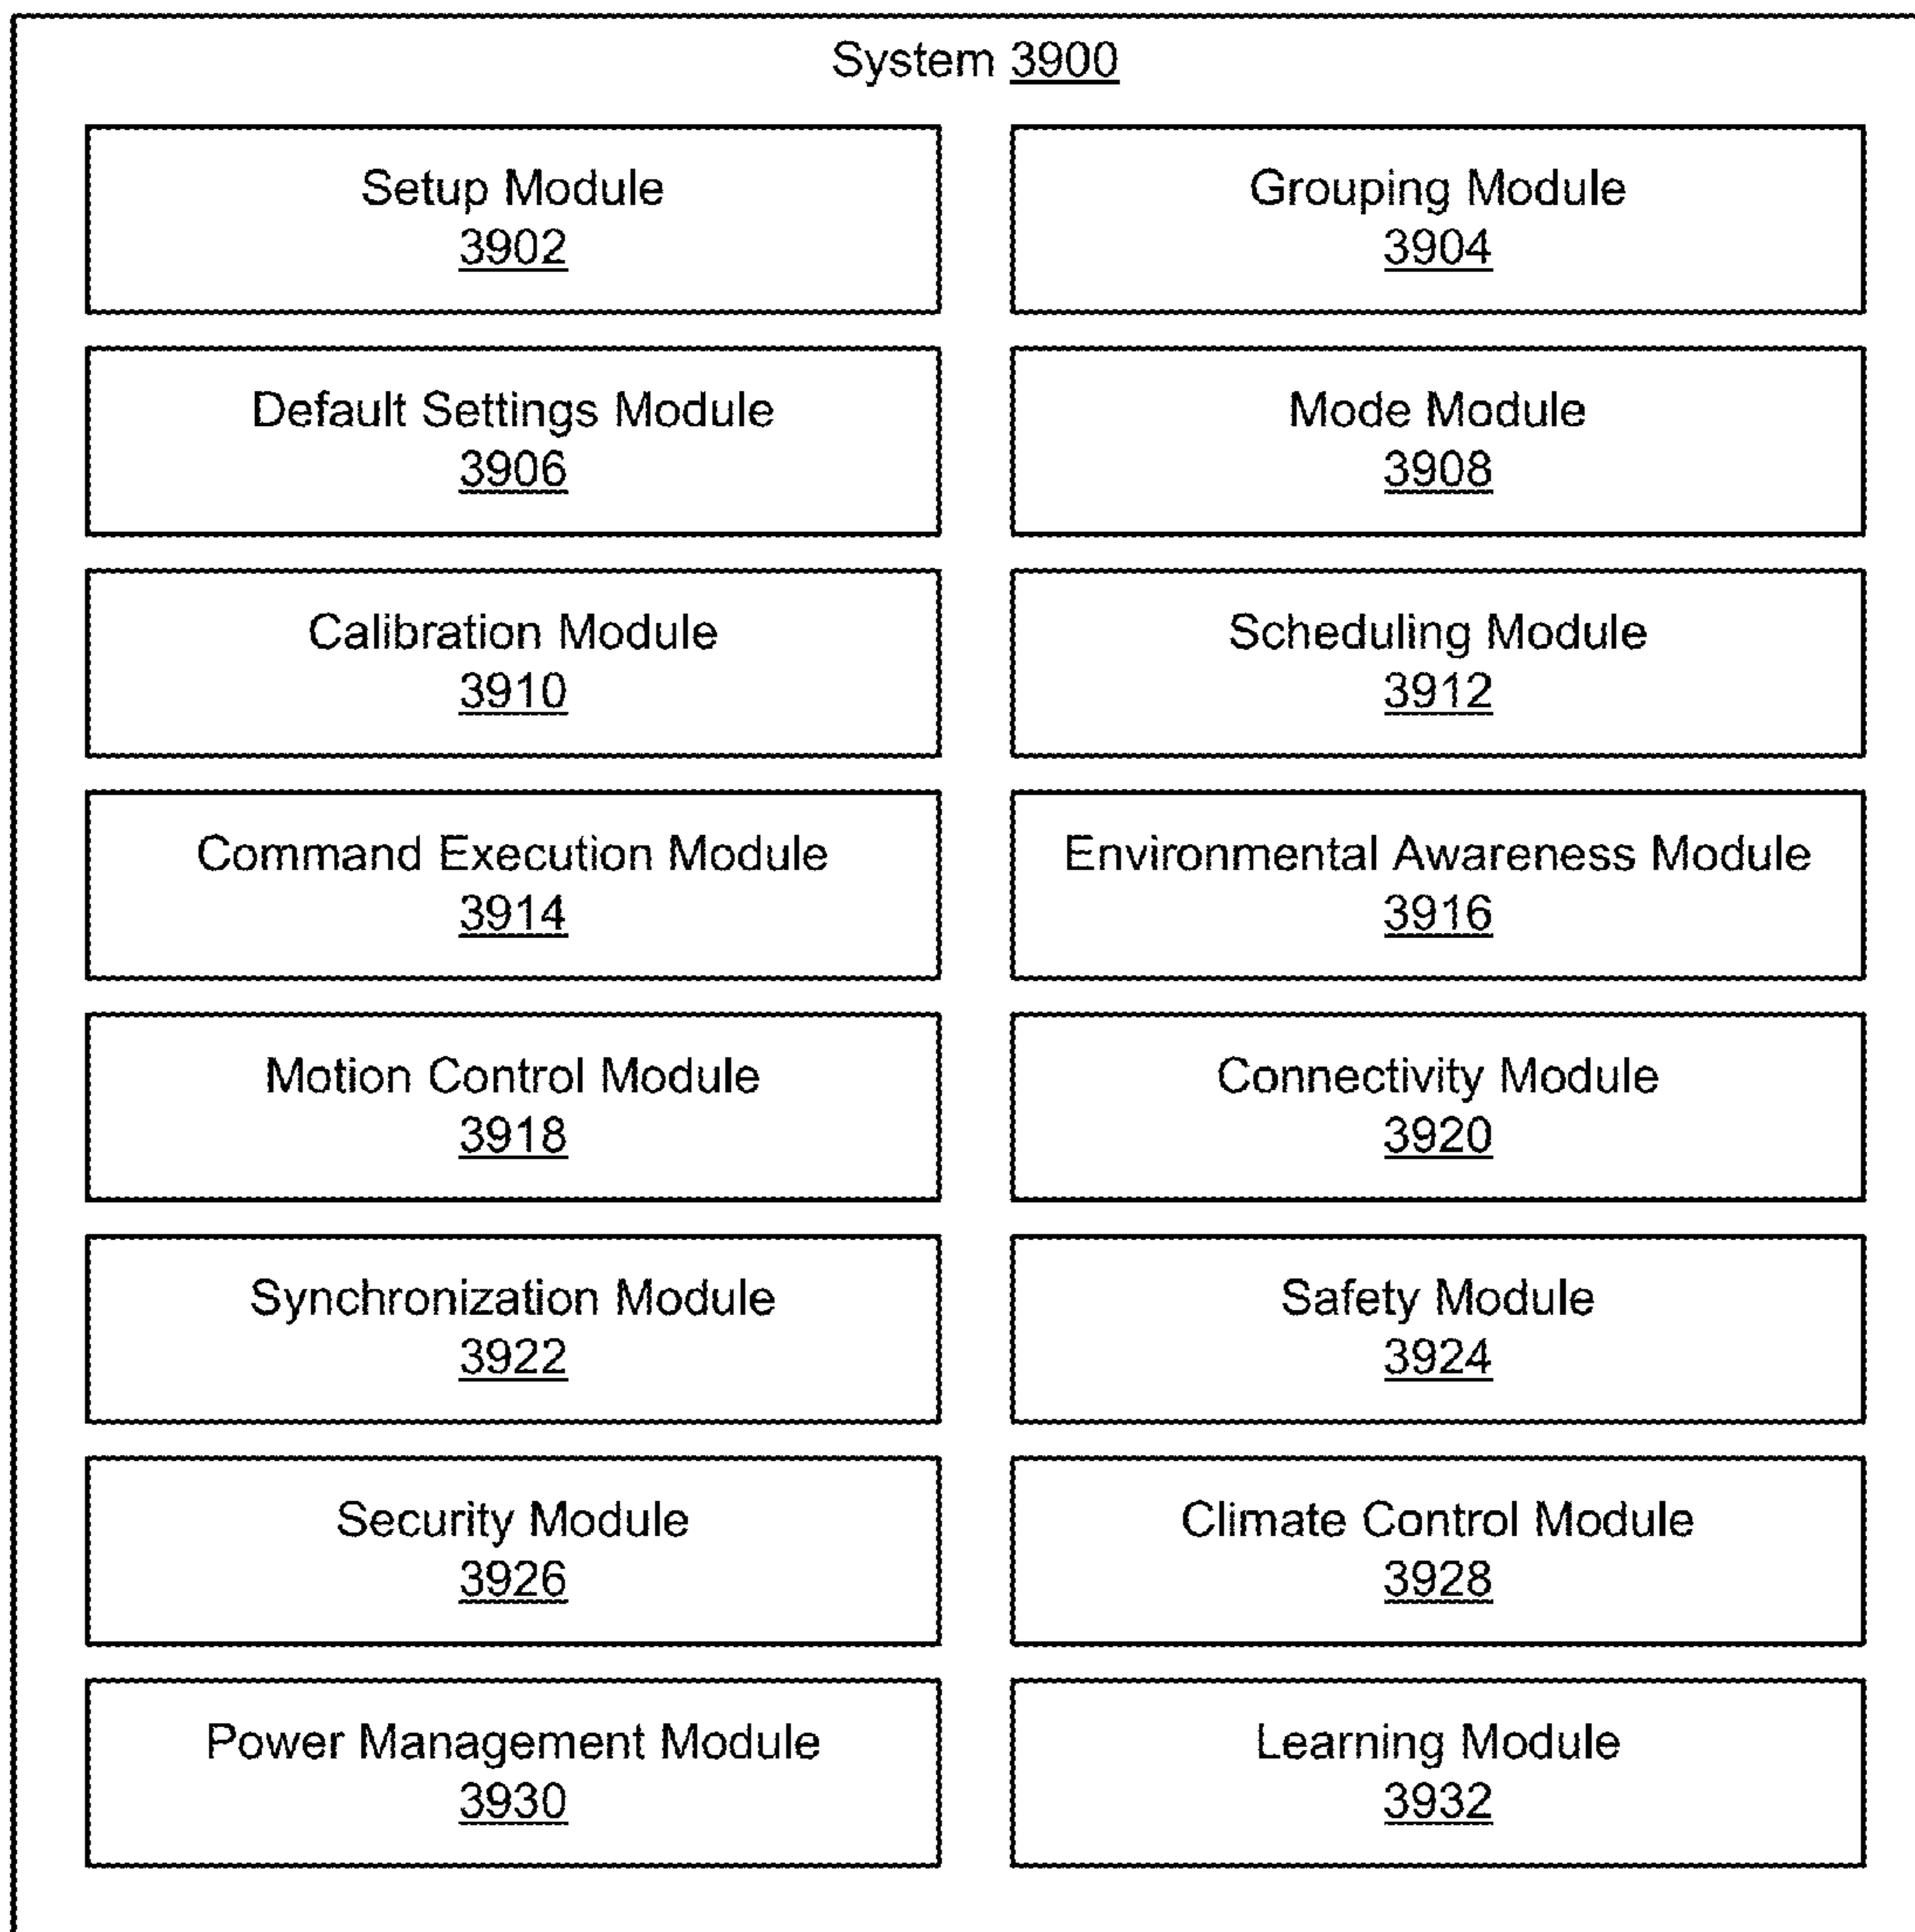 System 3900
Setup Module
3902
Grouping Module
3904
Default Settings Module
3906
Mode Module
3908
Calibration Module
3910
Scheduling Module
3912
Command Execution Module
3914
Environmental Awareness Module
3916
Motion Control Module
3918
Connectivity Module
3920
Synchronization Module
3922
Safety Module
3924
Security Module
3926
Climate Control Module
3928
Power Management Module
3930
Learning Module
3932